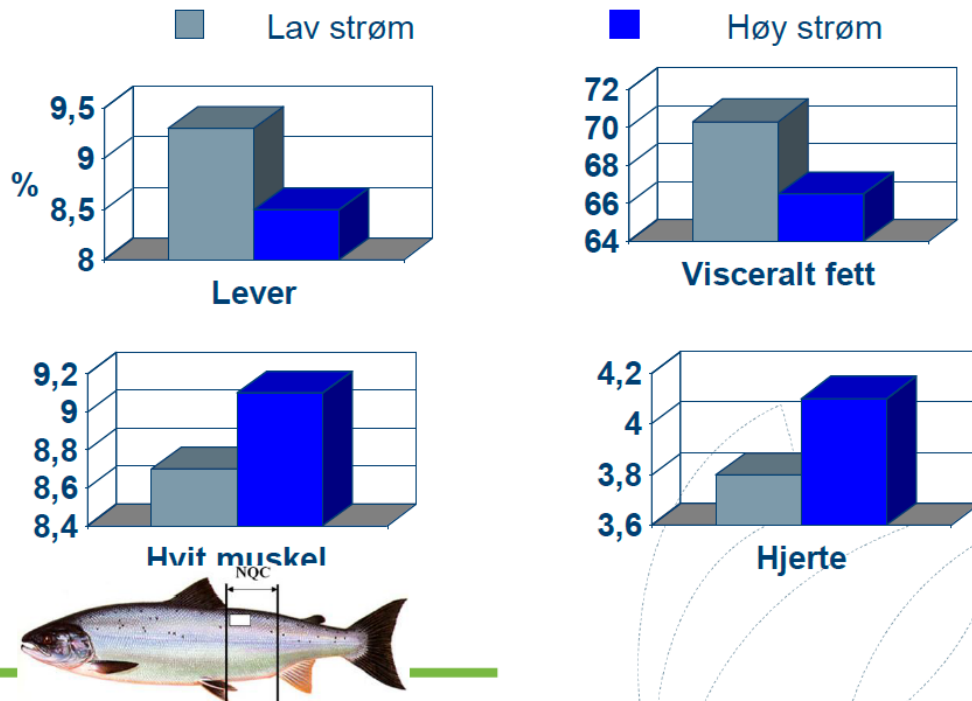 Lav strøm
Høy strøm
9,5
9
%
8,5
8
Lever
72
70
68
66
64
Visceralt fett
9,2
9
8,8
8,6
8,4
Hvit muskel
4,2
4
3,8
3,6
Hjerte
NQC